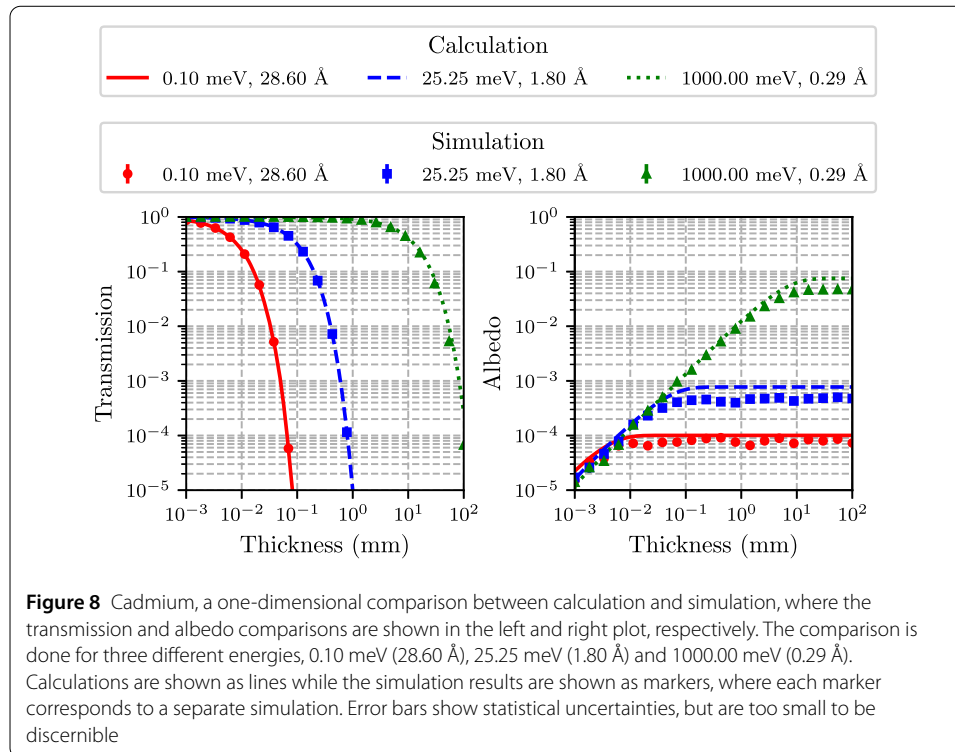 Calculation
0.10 meV, 28.60 Å 25.25 meV, 1.80 Å 1000.00 meV, 0.29 Å
Simulation
0.10 meV, 28.60 Å 25.25 meV, 1.80 Å 1000.00 meV, 0.29 Å
Transmission
10⁰
10⁻¹
10⁻²
10⁻³
10⁻⁴
10⁻⁵
10⁻³ 10⁻² 10⁻¹ 10⁰ 10¹ 10²
Thickness (mm)
Albedo
10⁰
10⁻¹
10⁻²
10⁻³
10⁻⁴
10⁻⁵
10⁻³ 10⁻² 10⁻¹ 10⁰ 10¹ 10²
Thickness (mm)
Figure 8 Cadmium, a one-dimensional comparison between calculation and simulation, where the
transmission and albedo comparisons are shown in the left and right plot, respectively. The comparison is
done for three different energies, 0.10 meV (28.60 Å), 25.25 meV (1.80 Å) and 1000.00 meV (0.29 Å).
Calculations are shown as lines while the simulation results are shown as markers, where each marker
corresponds to a separate simulation. Error bars show statistical uncertainties, but are too small to be
discernible